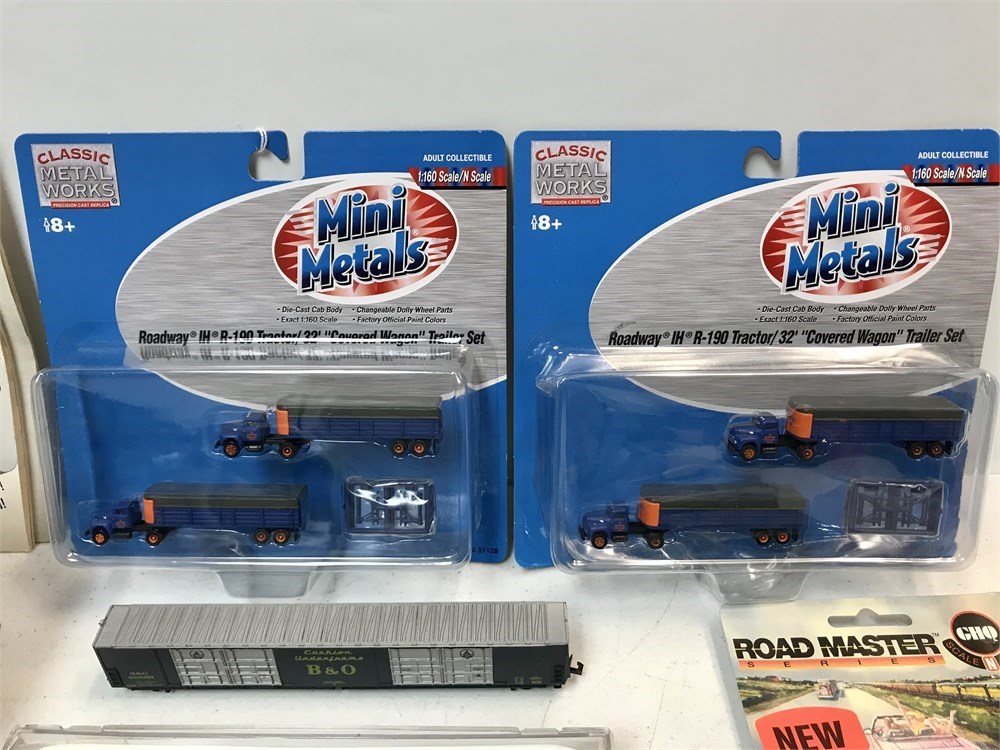 CLASSIC
METAL
WORKS
PRECISION CAST REPLICA
8+
ADULT COLLECTIBLE
1:160 Scale/N Scale
Mini
Metals
• Die-Cast Cab Body
• Changeable Dolly Wheel Parts
• Exact 1:160 Scale
• Factory Official Paint Colors
Roadway® IH® R-190 Tractor/ 32' "Covered Wagon" Trailer Set
CLASSIC
METAL
WORKS
PRECISION CAST REPLICA
8+
ADULT COLLECTIBLE
1:160 Scale/N Scale
Mini
Metals
• Die-Cast Cab Body
• Changeable Dolly Wheel Parts
• Exact 1:160 Scale
• Factory Official Paint Colors
Roadway® IH® R-190 Tractor/ 32' "Covered Wagon" Trailer Set
Cushion
Underframe
B & O
ROAD MASTER™
SERIES
GHQ
SCALE N
NEW